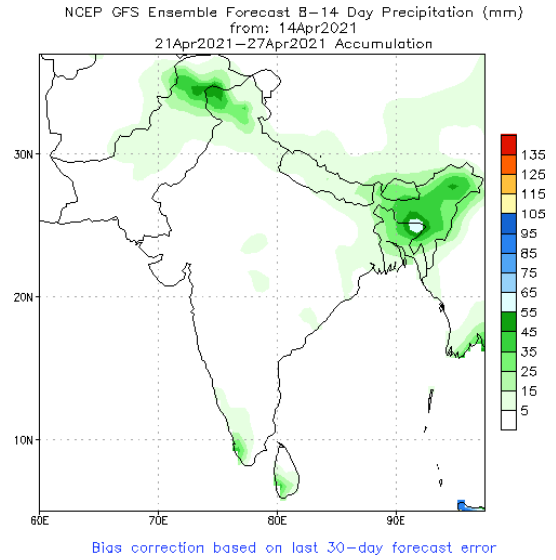 NCEP GFS Ensemble Forecast 8-14 Day Precipitation (mm)
from: 14Apr2021
21Apr2021-27Apr2021 Accumulation
30N
20N
10N
60E
70E
80E
90E
135
125
115
105
95
85
75
65
55
45
35
25
15
5
Bias correction based on last 30-day forecast error